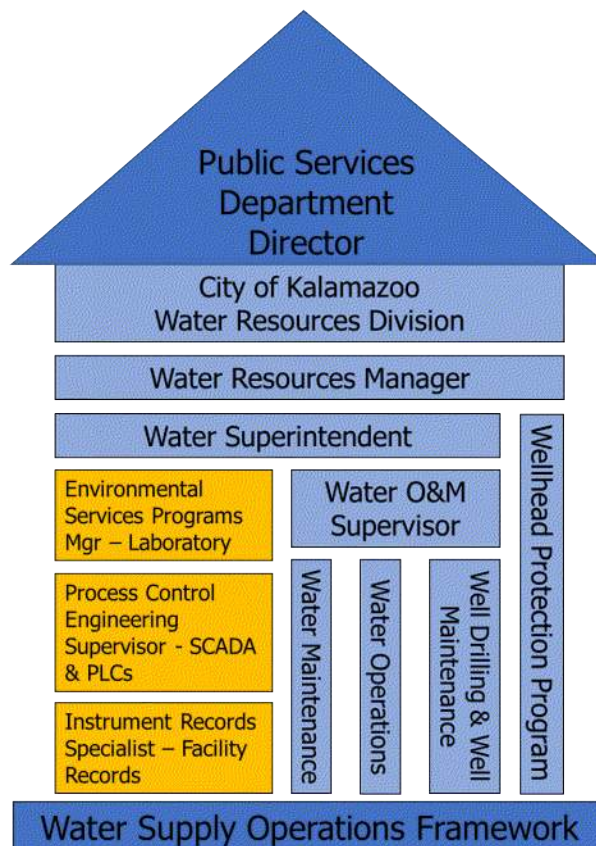 Public Services
Department
Director
City of Kalamazoo
Water Resources Division
Water Resources Manager
Water Superintendent
Wellhead Protection Program
Environmental
Services Programs
Mgr – Laboratory
Water O&M
Supervisor
Process Control
Engineering
Supervisor - SCADA
& PLCs
Instrument Records
Specialist – Facility
Records
Water Maintenance
Water Operations
Well Drilling & Well
Maintenance
Water Supply Operations Framework